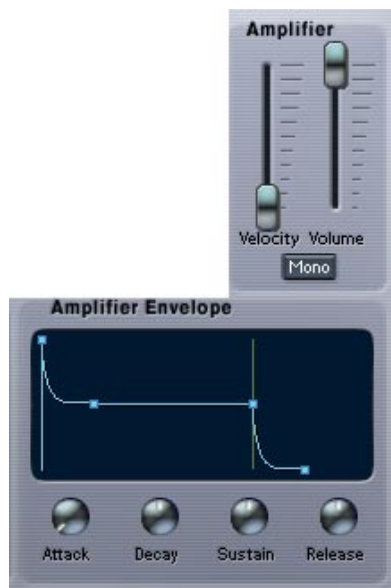 Amplifier
Velocity Volume
Mono
Amplifier Envelope
Attack Decay Sustain Release